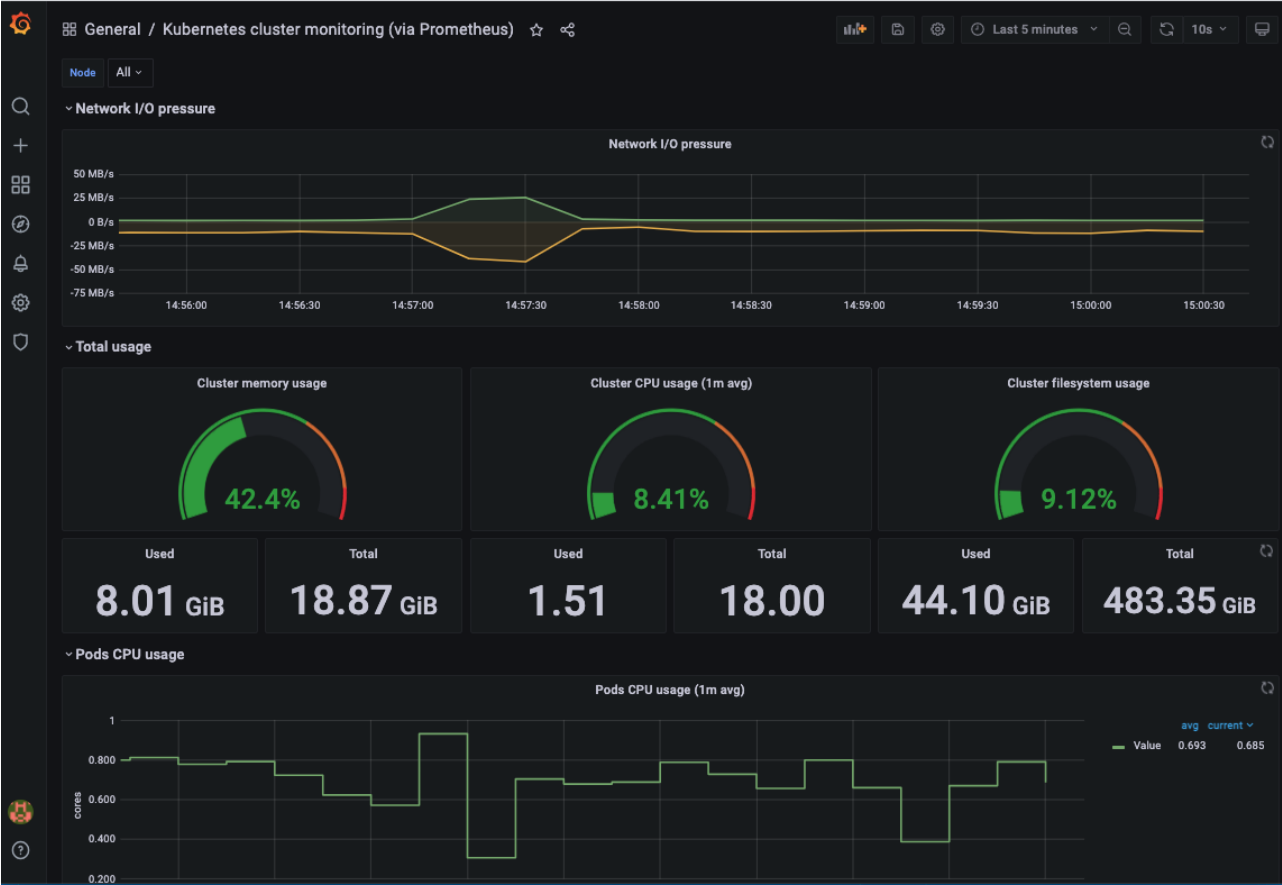 General / Kubernetes cluster monitoring (via Prometheus) Last 5 minutes 10s
Node All
Network I/O pressure
Network I/O pressure
50 MB/s
25 MB/s
0 B/s
-25 MB/s
-50 MB/s
-75 MB/s
14:56:00 14:56:30 14:57:00 14:57:30 14:58:00 14:58:30 14:59:00 14:59:30 15:00:00 15:00:30
Total usage
Cluster memory usage Cluster CPU usage (1m avg) Cluster filesystem usage
42.4% 8.41% 9.12%
Used Total Used Total Used Total
8.01 GiB 18.87 GiB 1.51 18.00 44.10 GiB 483.35 GiB
Pods CPU usage
Pods CPU usage (1m avg)
avg current
Value 0.693 0.685
cores
1
0.800
0.600
0.400
0.200